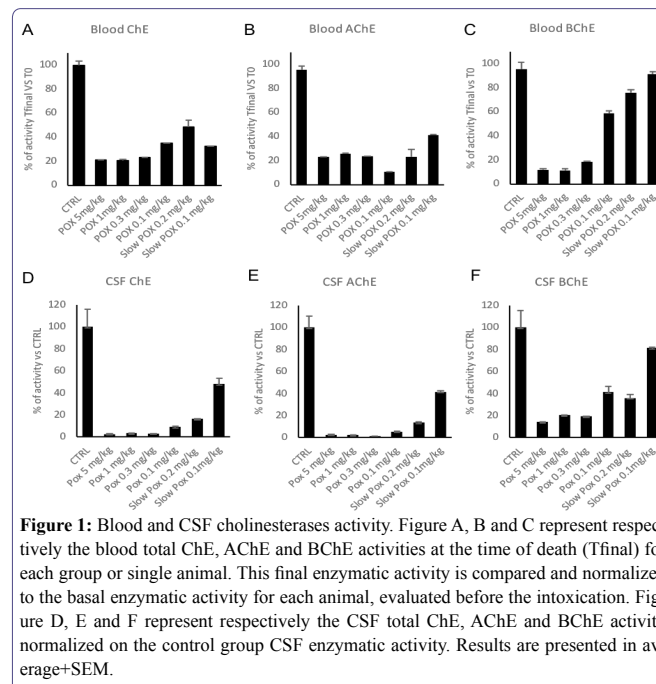 A
Blood ChE
% of activity Tfinal VS T0
100
80
60
40
20
0
CTRL
POX 5mg/kg
POX 1mg/kg
POX 0.3 mg/kg
POX 0.1 mg/kg
Slow POX 0.2 mg/kg
Slow POX 0.1 mg/kg
B
Blood AChE
% of activity Tfinal vs T0
100
80
60
40
20
0
CTRL
POX 5mg/kg
POX 1 mg/kg
POX 0.3 mg/kg
POX 0.1 mg/kg
Slow POX 0.2 mg/kg
Slow POX 0.1 mg/kg
C
Blood BChE
% of activity Tfinal vs T0
100
80
60
40
20
0
CTRL
POX 5mg/kg
POX 1 mg/kg
POX 0.3 mg/kg
POX 0.1 mg/kg
Slow POX 0.2 mg/kg
Slow POX 0.1 mg/kg
D
CSF ChE
% of activity vs CTRL
120
100
80
60
40
20
0
CTRL
Pox 5 mg/kg
Pox 1 mg/kg
Pox 0.3 mg/kg
Pox 0.1 mg/kg
Slow Pox 0.2 mg/kg
Slow Pox 0.1mg/kg
E
CSF AChE
% of activity vs CTRL
120
100
80
60
40
20
0
CTRL
Pox 5 mg/kg
Pox 1 mg/kg
Pox 0.3 mg/kg
Pox 0.1 mg/kg
Slow Pox 0.2 mg/kg
Slow Pox 0.1mg/kg
F
CSF BChE
% of activity vs CTRL
120
100
80
60
40
20
0
CTRL
Pox 5 mg/kg
Pox 1 mg/kg
Pox 0.3 mg/kg
Pox 0.1 mg/kg
Slow Pox 0.2 mg/kg
Slow Pox 0.1mg/kg
Figure 1: Blood and CSF cholinesterases activity. Figure A, B and C represent respec
tively the blood total ChE, AChE and BChE activities at the time of death (Tfinal) fo
each group or single animal. This final enzymatic activity is compared and normalize
to the basal enzymatic activity for each animal, evaluated before the intoxication. Fig
ure D, E and F represent respectively the CSF total ChE, AChE and BChE activit
normalized on the control group CSF enzymatic activity. Results are presented in av
erage+SEM.